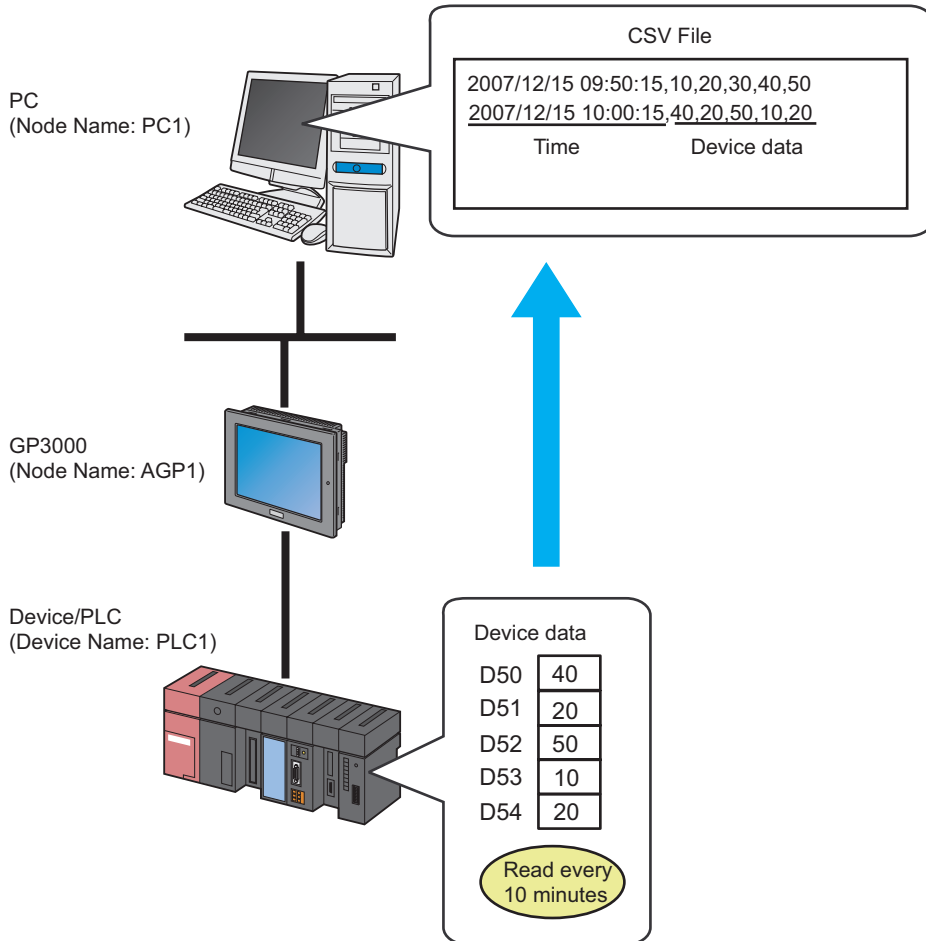 CSV File
2007/12/15 09:50:15,10,20,30,40,50
2007/12/15 10:00:15,40,20,50,10,20
Time Device data
PC
(Node Name: PC1)
GP3000
(Node Name: AGP1)
Device/PLC
(Device Name: PLC1)
Device data
D50 40
D51 20
D52 50
D53 10
D54 20
Read every
10 minutes